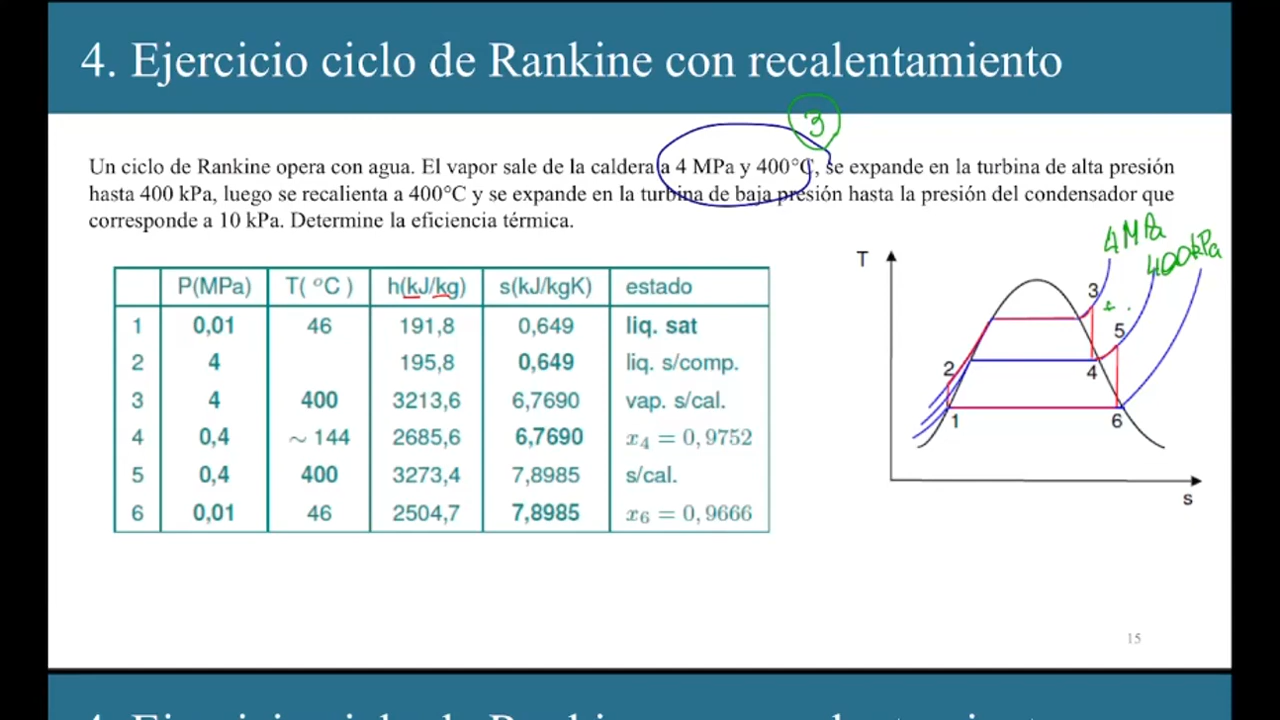 4. Ejercicio ciclo de Rankine con recalentamiento
3
Un ciclo de Rankine opera con agua. El vapor sale de la caldera a 4 MPa y 400°C, se expande en la turbina de alta presión
hasta 400 kPa, luego se recalienta a 400°C y se expande en la turbina de baja presión hasta la presión del condensador que
corresponde a 10 kPa. Determine la eficiencia térmica.
P(MPa) T( °C ) h(kJ/kg) s(kJ/kgK) estado
1 0,01 46 191,8 0,649 liq. sat
2 4 195,8 0,649 liq. s/comp.
3 4 400 3213,6 6,7690 vap. s/cal.
4 0,4 ~ 144 2685,6 6,7690 x₄ = 0,9752
5 0,4 400 3273,4 7,8985 s/cal.
6 0,01 46 2504,7 7,8985 x₆ = 0,9666
4MPa
400kPa
T
3
5
2
4
1
6
s
15